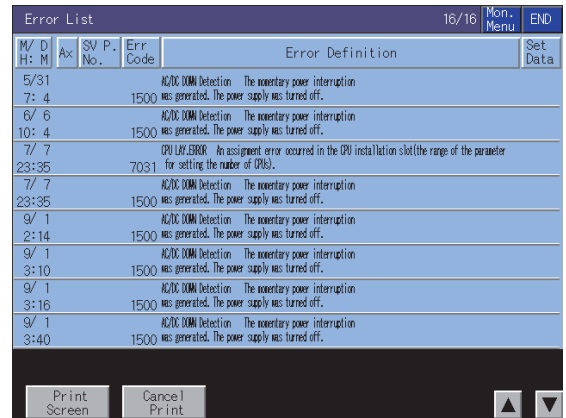 Error List 16/16 Mon. Menu END
M/ D H: M Ax SV P. No. Err Code Error Definition Set Data
5/31 AC/DC DOWN Detection The momentary power interruption
7: 4 1500 was generated. The power supply was turned off.
6/ 6 AC/DC DOWN Detection The momentary power interruption
10: 4 1500 was generated. The power supply was turned off.
7/ 7 CPU LAY.ERROR An assignment error occurred in the CPU installation slot(the range of the parameter
23:35 7031 for setting the number of CPUs).
7/ 7 AC/DC DOWN Detection The momentary power interruption
23:35 1500 was generated. The power supply was turned off.
9/ 1 AC/DC DOWN Detection The momentary power interruption
2:14 1500 was generated. The power supply was turned off.
9/ 1 AC/DC DOWN Detection The momentary power interruption
3:10 1500 was generated. The power supply was turned off.
9/ 1 AC/DC DOWN Detection The momentary power interruption
3:16 1500 was generated. The power supply was turned off.
9/ 1 AC/DC DOWN Detection The momentary power interruption
3:40 1500 was generated. The power supply was turned off.
Print Screen Cancel Print ▲ ▼